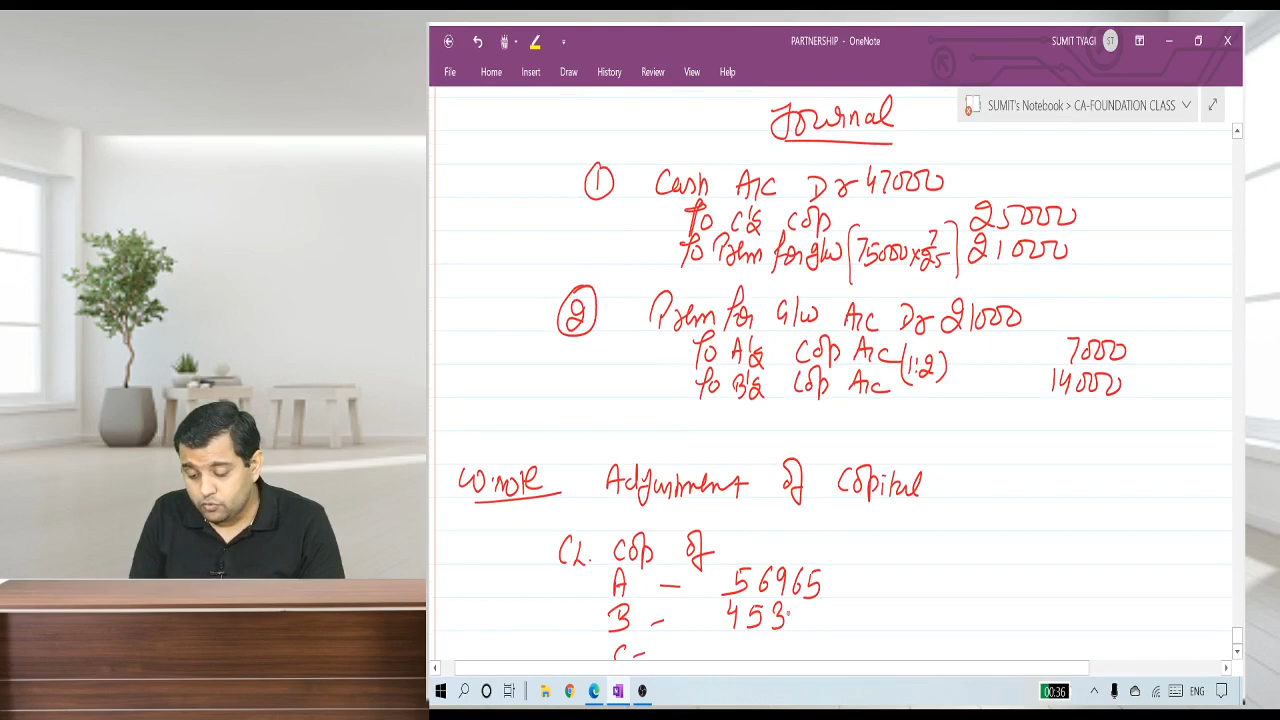 PARTNERSHIP - OneNote
SUMIT TYAGI ST
File Home Insert Draw History Review View Help
SUMIT's Notebook > CA-FOUNDATION CLASS
Journal
① Cash A/c Dr 47000
To C's Cap 25000
To Prem for g/w [75000 x 7/25] 21000
② Prem for G/w A/c Dr 21000
To A's Cap A/c (1:2) 7000
To B's Cap A/c 14000
W.note Adjustment of Capital
CL. Cap of
A - 56965
B - 453
C -
00:36
ENG